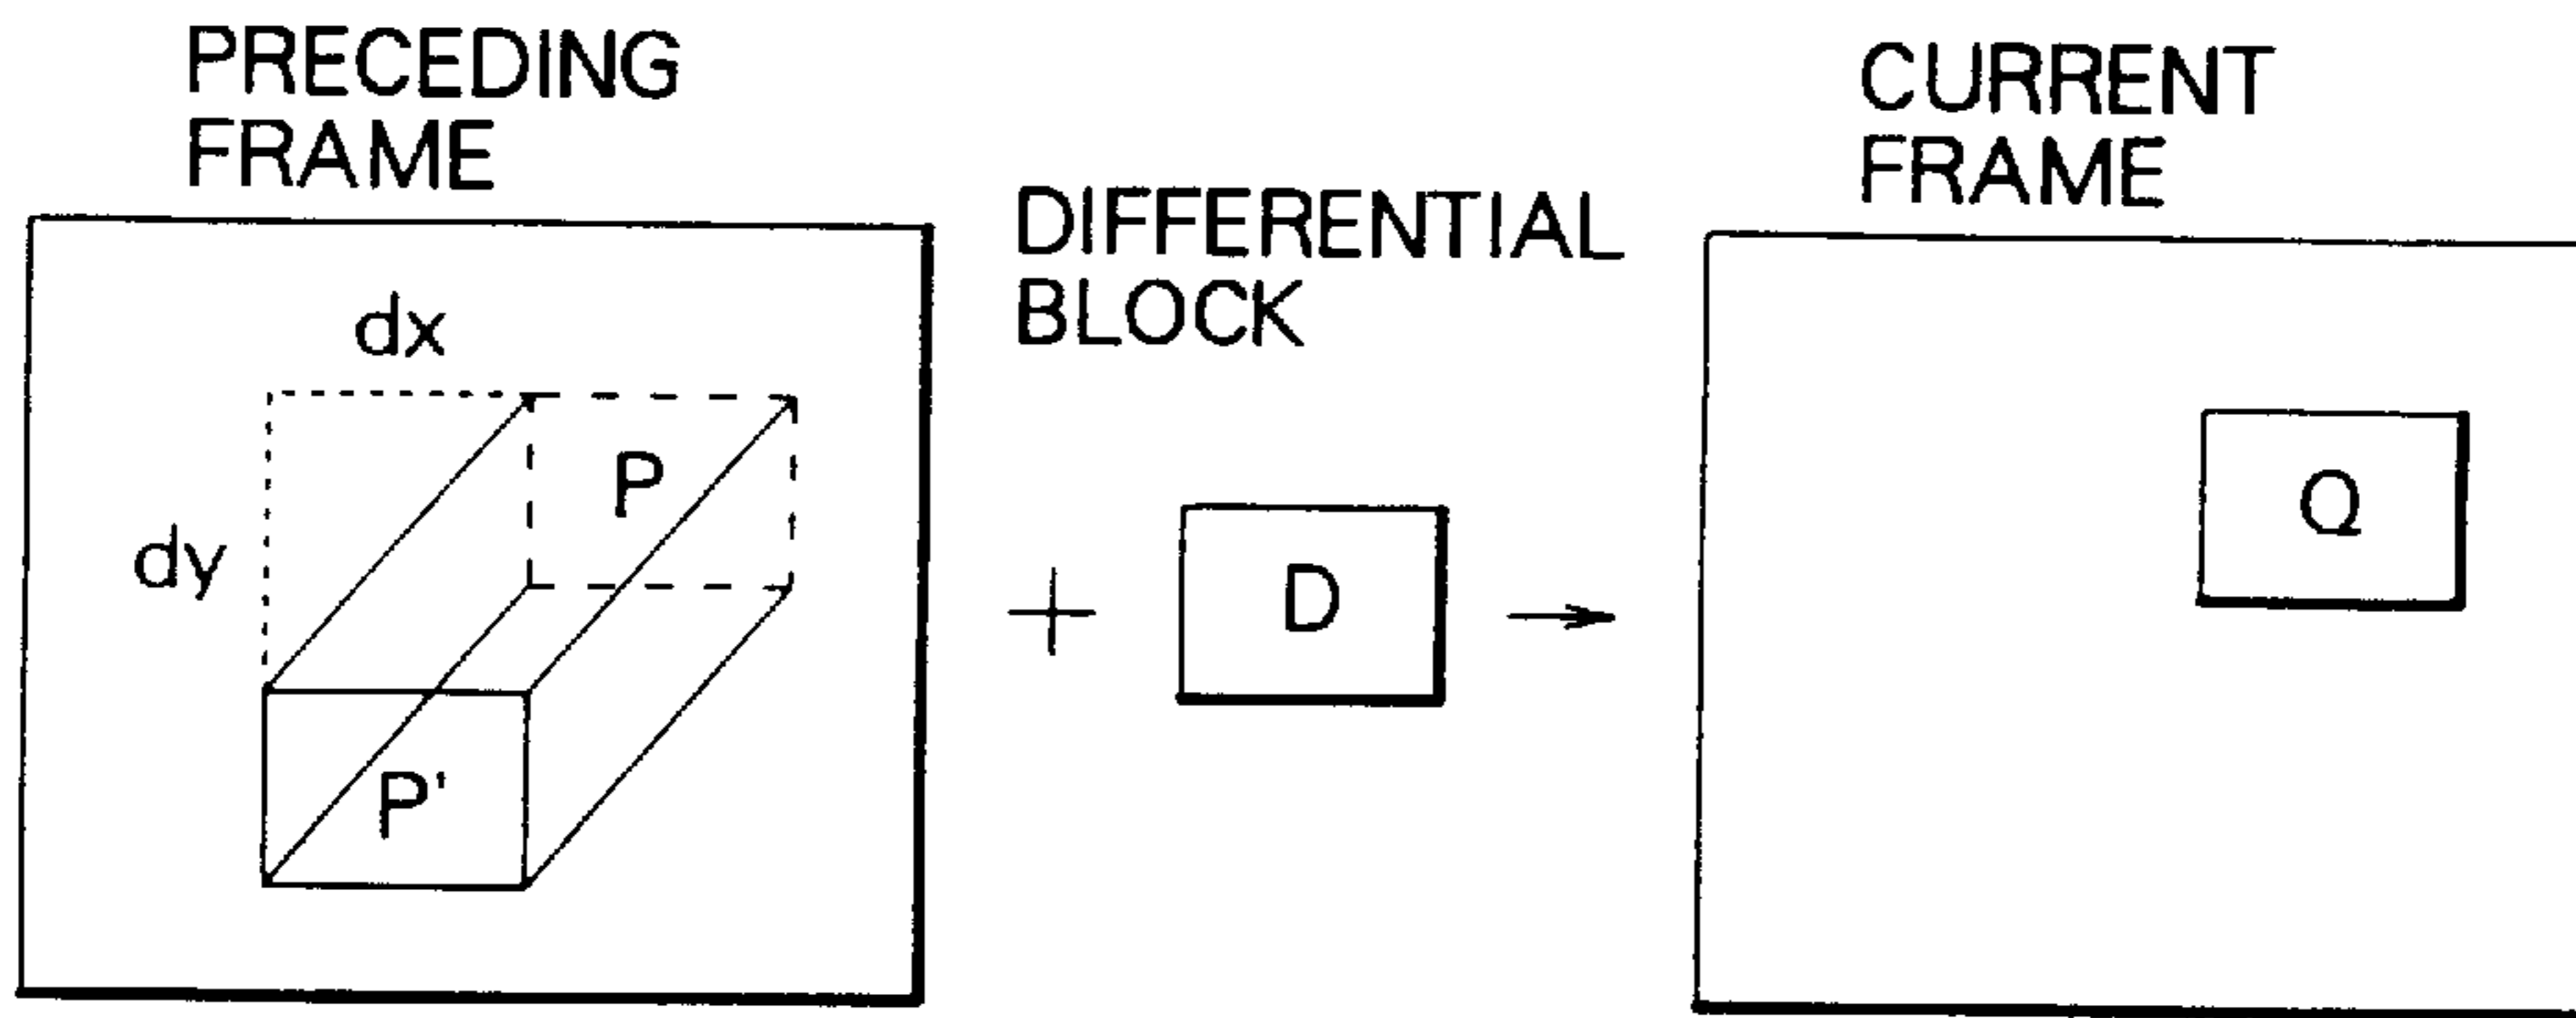 PRECEDING
FRAME
dx
dy
P
P'
DIFFERENTIAL
BLOCK
+
D
CURRENT
FRAME
Q